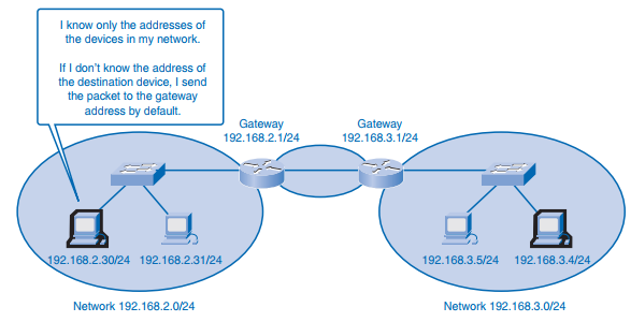 I know only the addresses of
the devices in my network.
If I don't know the address of
the destination device, I send
the packet to the gateway
address by default.
Gateway
192.168.2.1/24
Gateway
192.168.3.1/24
192.168.2.30/24
192.168.2.31/24
192.168.3.5/24
192.168.3.4/24
Network 192.168.2.0/24
Network 192.168.3.0/24